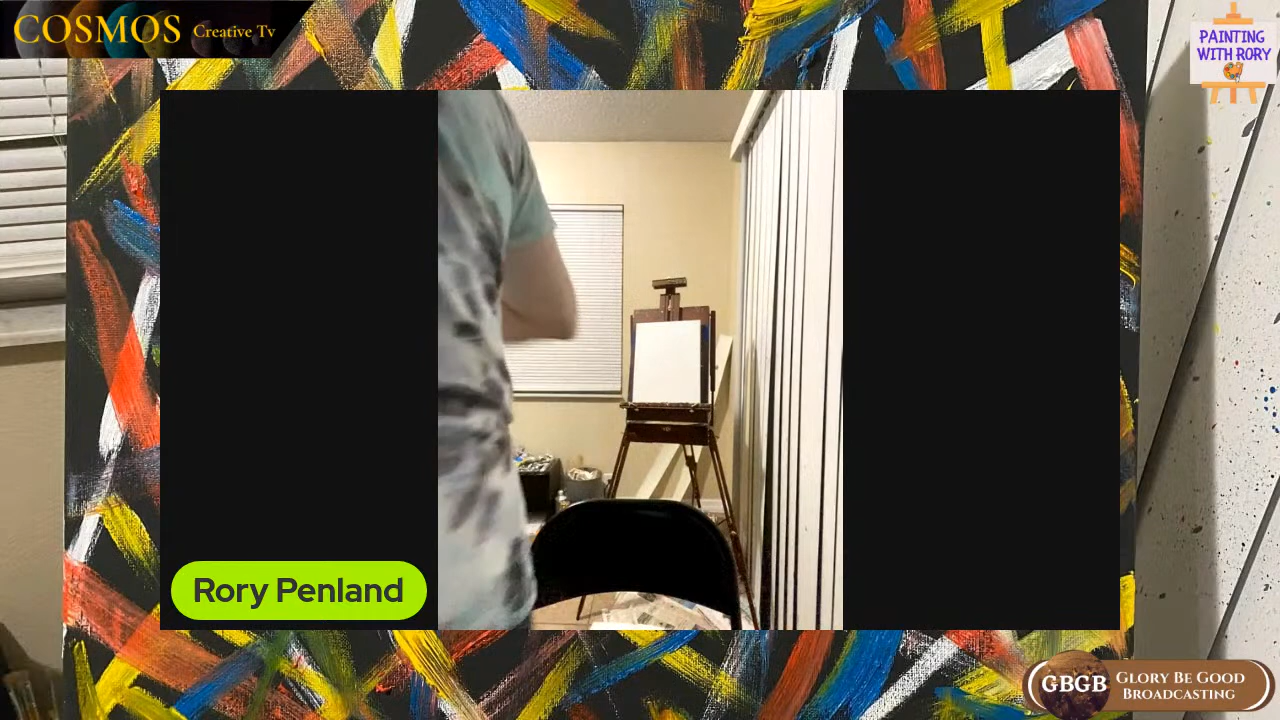 COSMOS Creative Tv
PAINTING
WITH RORY
Rory Penland
GBGB GLORY BE GOOD
BROADCASTING